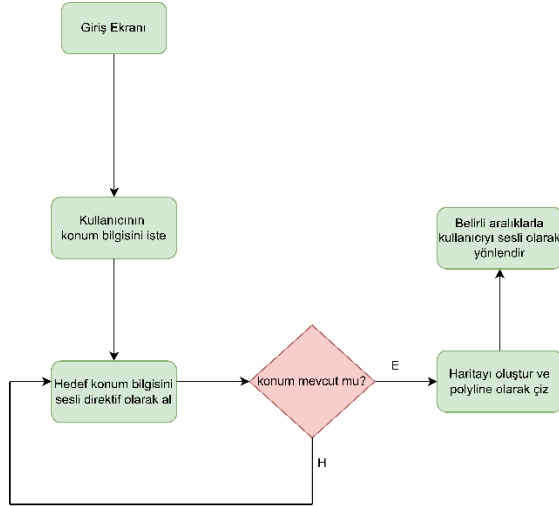 Giriş Ekranı
Kullanıcının
konum bilgisini iste
Hedef konum bilgisini
sesli direktif olarak al
konum mevcut mu?
E
H
Haritayı oluştur ve
polyline olarak çiz
Belirli aralıklarla
kullanıcıyı sesli olarak
yönlendir